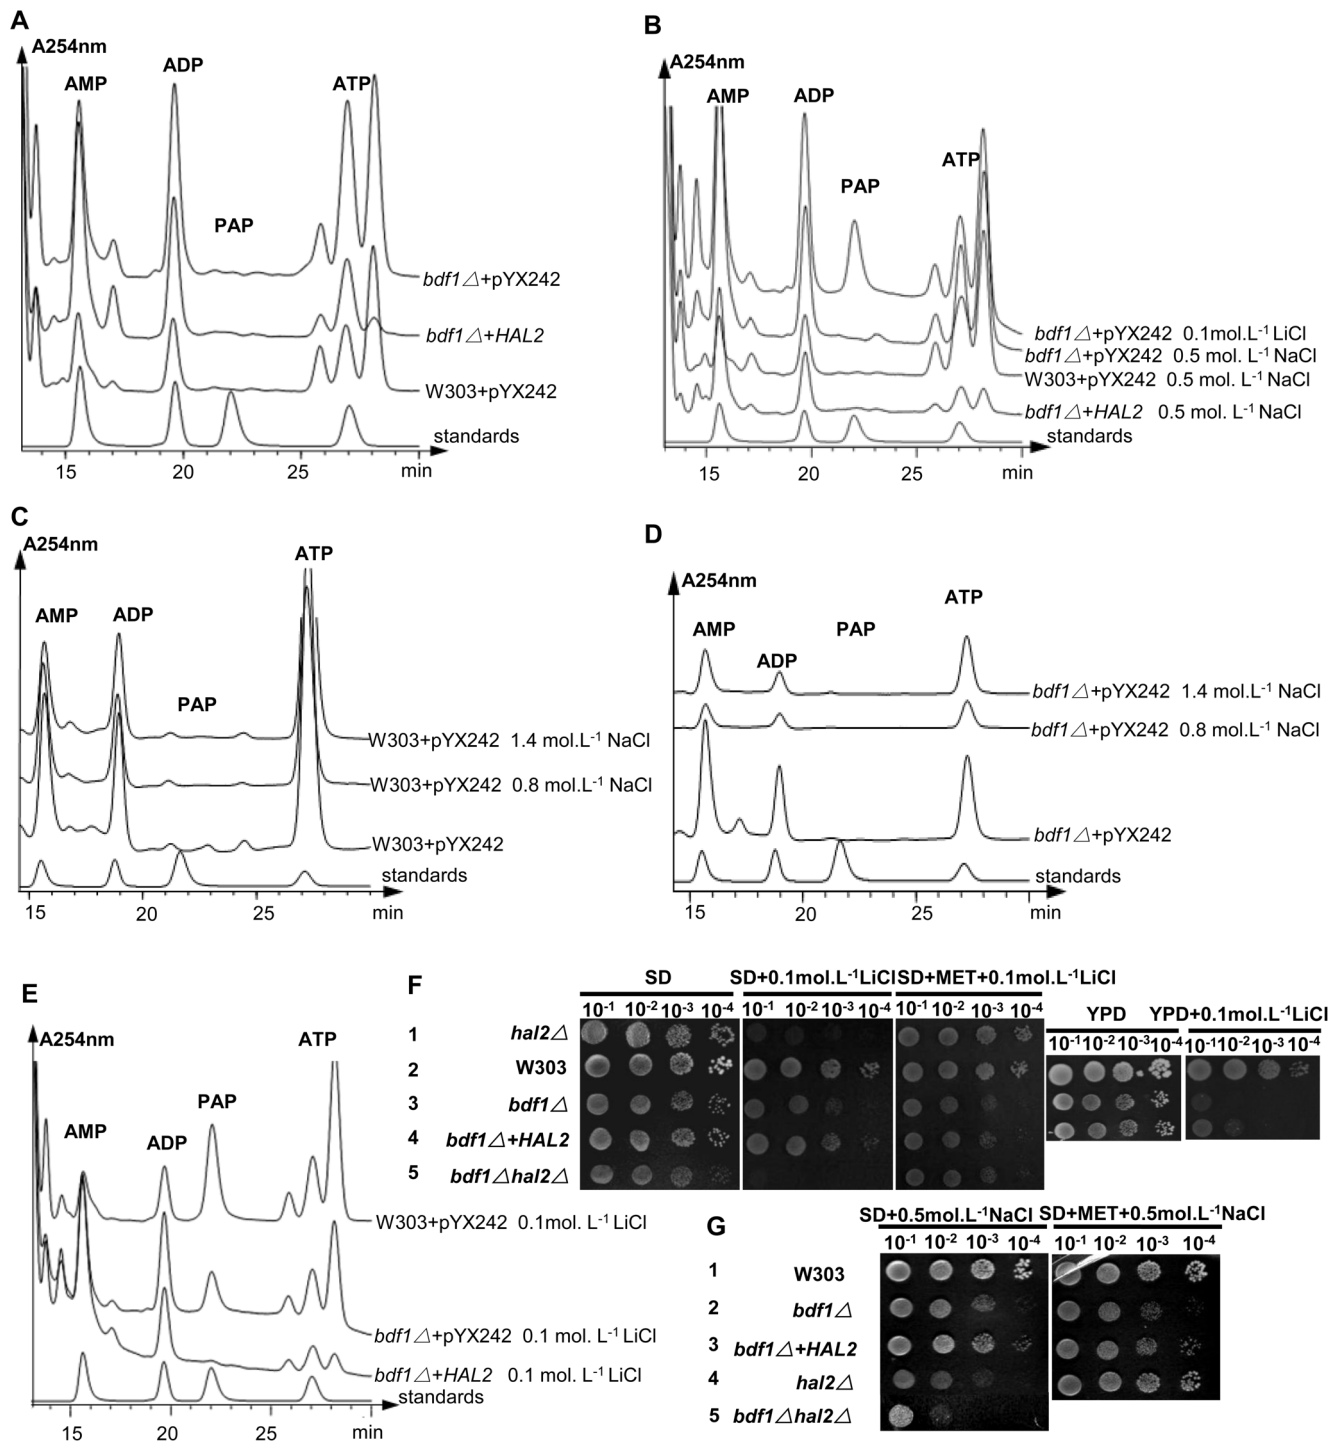 A
A254nm
AMP
ADP
PAP
ATP
bdf1△+pYX242
bdf1△+HAL2
W303+pYX242
standards
15 20 25 min
B
A254nm
AMP
ADP
PAP
ATP
bdf1△+pYX242 0.1mol.L-1 LiCl
bdf1△+pYX242 0.5 mol. L-1 NaCl
W303+pYX242 0.5 mol. L-1 NaCl
bdf1△+HAL2 0.5 mol. L-1 NaCl
standards
15 20 25 min
C
A254nm
AMP
ADP
PAP
ATP
W303+pYX242 1.4 mol.L-1 NaCl
W303+pYX242 0.8 mol.L-1 NaCl
W303+pYX242
standards
15 20 25 min
D
A254nm
AMP
ADP
PAP
ATP
bdf1△+pYX242 1.4 mol.L-1 NaCl
bdf1△+pYX242 0.8 mol.L-1 NaCl
bdf1△+pYX242
standards
15 20 25 min
E
A254nm
AMP
ADP
PAP
ATP
W303+pYX242 0.1mol. L-1 LiCl
bdf1△+pYX242 0.1 mol. L-1 LiCl
bdf1△+HAL2 0.1 mol. L-1 LiCl
standards
15 20 25 min
F
SD SD+0.1mol.L-1LiCl SD+MET+0.1mol.L-1LiCl
10-1 10-2 10-3 10-4 10-1 10-2 10-3 10-4 10-1 10-2 10-3 10-4
YPD YPD+0.1mol.L-1LiCl
10-1 10-2 10-3 10-4 10-1 10-2 10-3 10-4
1 hal2△
2 W303
3 bdf1△
4 bdf1△+HAL2
5 bdf1△hal2△
G
SD+0.5mol.L-1NaCl SD+MET+0.5mol.L-1NaCl
10-1 10-2 10-3 10-4 10-1 10-2 10-3 10-4
1 W303
2 bdf1△
3 bdf1△+HAL2
4 hal2△
5 bdf1△hal2△